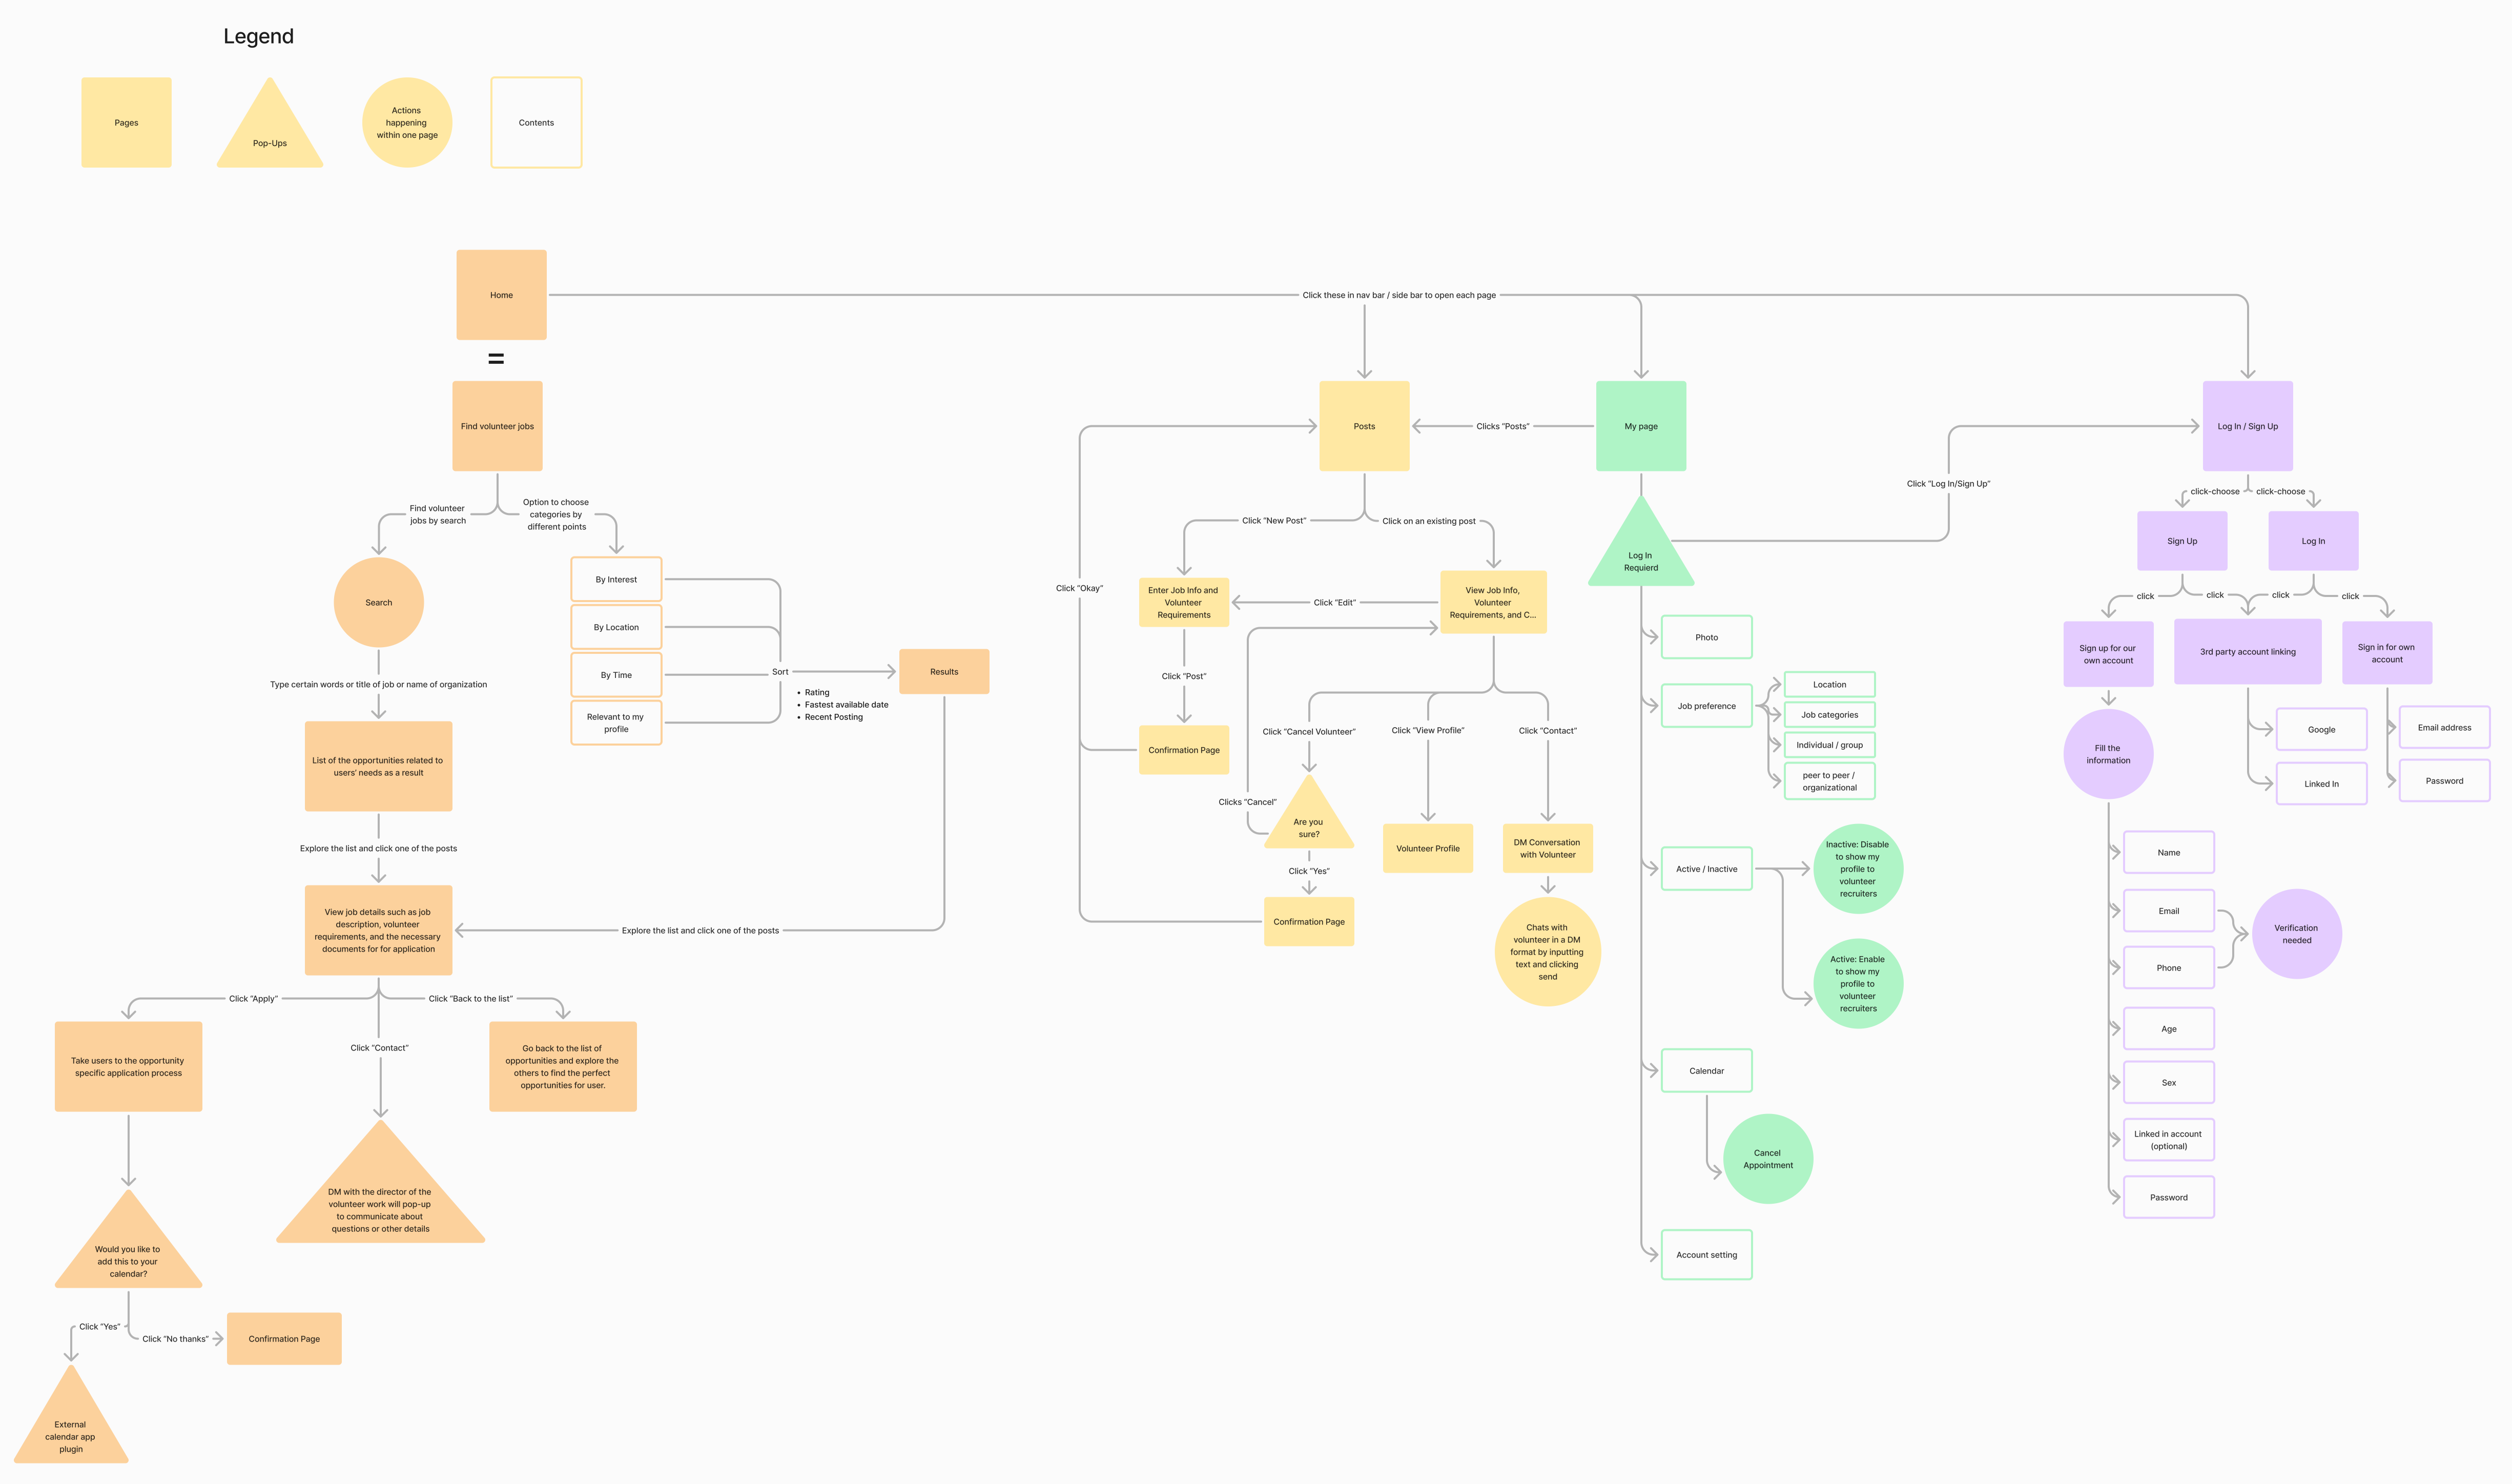 Legend
Pages
Pop-Ups
Actions
happening
within one page
Contents
Home
Click these in nav bar / side bar to open each page
=
Find volunteer jobs
Find volunteer
jobs by search
Option to choose
categories by
different points
Search
By Interest
By Location
By Time
Relevant to my
profile
Sort
Rating
Fastest available date
Recent Posting
Results
Type certain words or title of job or name of organization
List of the opportunities related to
users' needs as a result
Explore the list and click one of the posts
View job details such as job
description, volunteer
requirements, and the necessary
documents for for application
Explore the list and click one of the posts
Click "Apply"
Click "Back to the list"
Click "Contact"
Take users to the opportunity
specific application process
Go back to the list of
opportunities and explore the
others to find the perfect
opportunities for user.
DM with the director of the
volunteer work will pop-up
to communicate about
questions or other details
Would you like to
add this to your
calendar?
Click "Yes"
Click "No thanks"
Confirmation Page
External
calendar app
plugin
Posts
Clicks "Posts"
Click "New Post"
Click on an existing post
Click "Okay"
Enter Job Info and
Volunteer
Requirements
Click "Edit"
View Job Info,
Volunteer
Requirements, and C...
Click "Post"
Confirmation Page
Click "Cancel Volunteer"
Click "View Profile"
Click "Contact"
Clicks "Cancel"
Are you
sure?
Click "Yes"
Confirmation Page
Volunteer Profile
DM Conversation
with Volunteer
Chats with
volunteer in a DM
format by inputting
text and clicking
send
My page
Log In
Requierd
Click "Log In/Sign Up"
Photo
Job preference
Location
Job categories
Individual / group
peer to peer /
organizational
Active / Inactive
Inactive: Disable
to show my
profile to
volunteer
recruiters
Active: Enable
to show my
profile to
volunteer
recruiters
Calendar
Cancel
Appointment
Account setting
Log In / Sign Up
click-choose
click-choose
Sign Up
Log In
click
click
click
click
Sign up for our
own account
3rd party account linking
Sign in for own
account
Fill the
information
Google
Linked In
Email address
Password
Name
Email
Phone
Verification
needed
Age
Sex
Linked in account
(optional)
Password